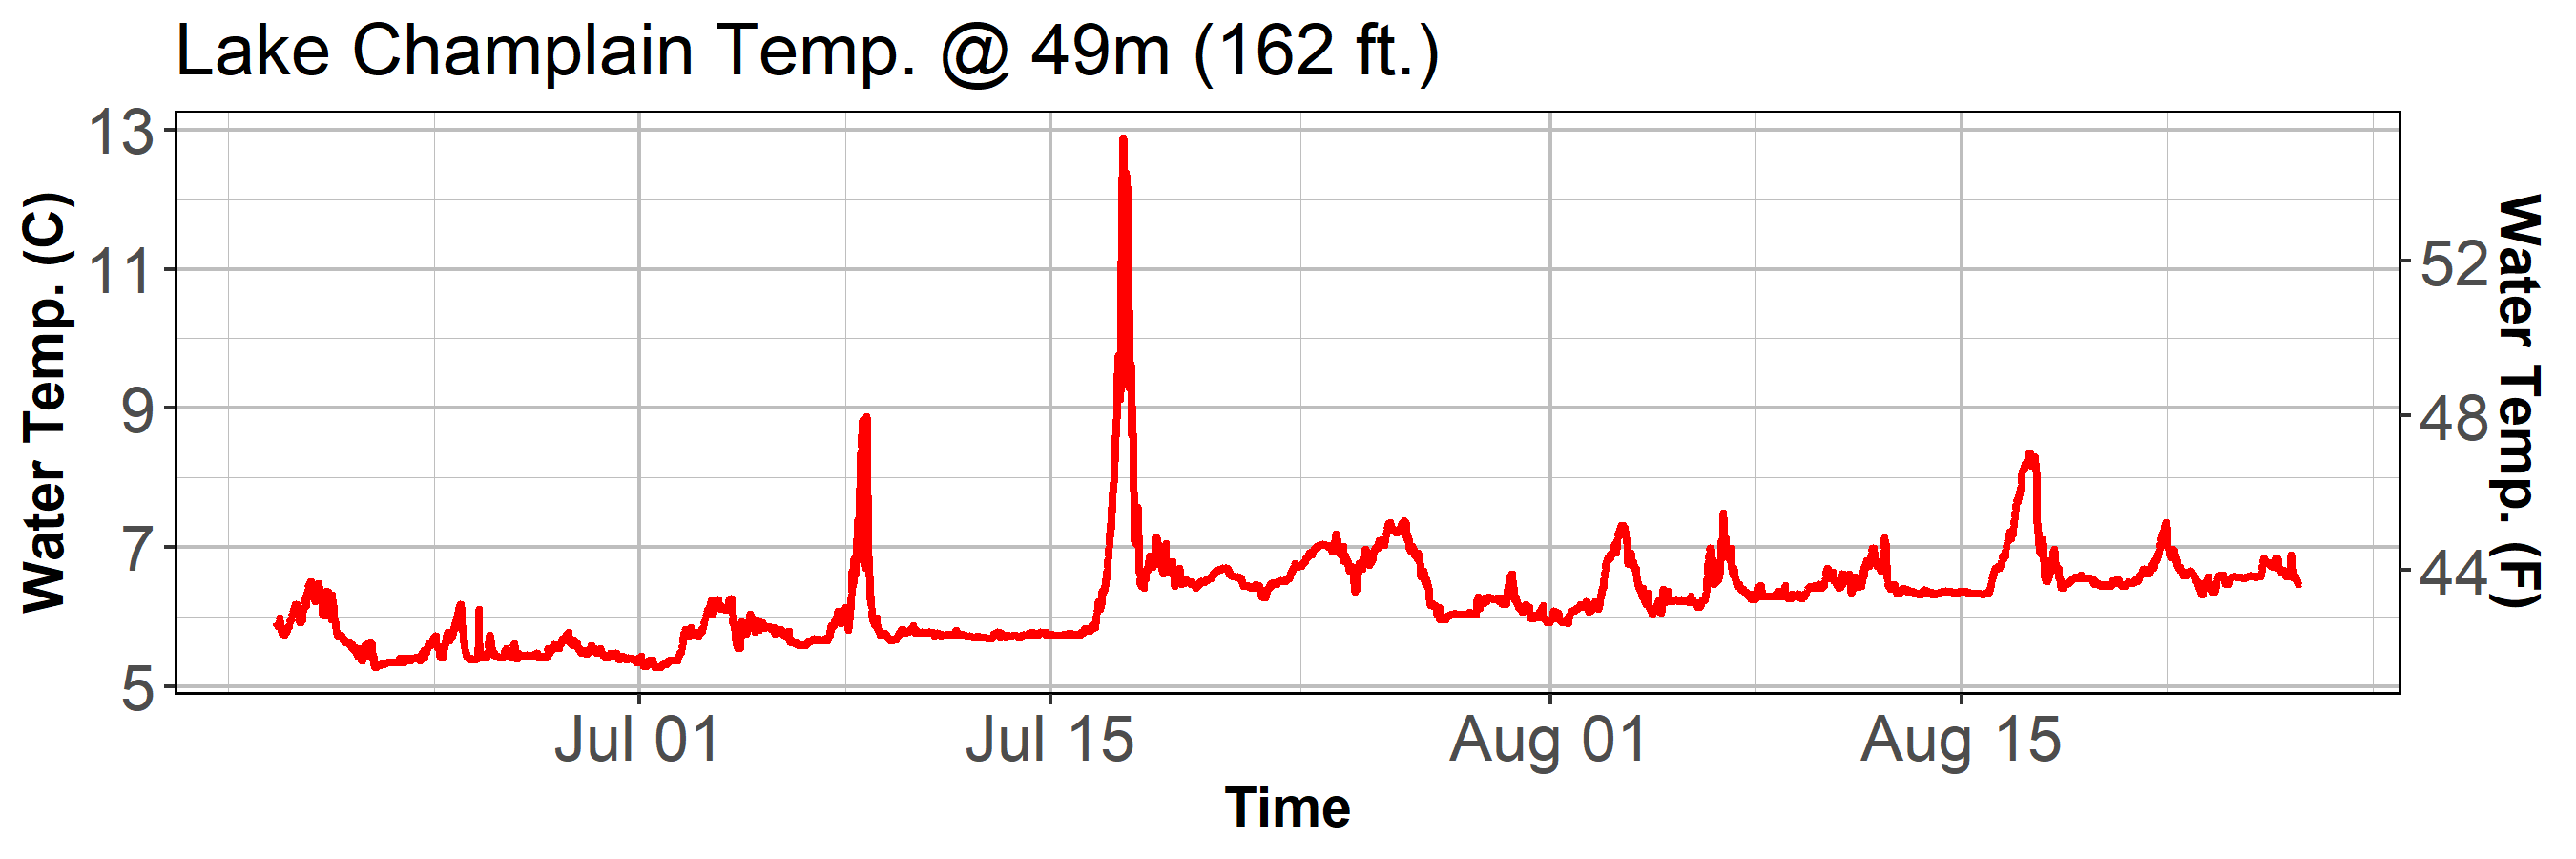 Lake Champlain Temp. @ 49m (162 ft.)
Water Temp. (C)
13
11
9
7
5
52
48
44
Water Temp. (F)
Jul 01
Jul 15
Aug 01
Aug 15
Time